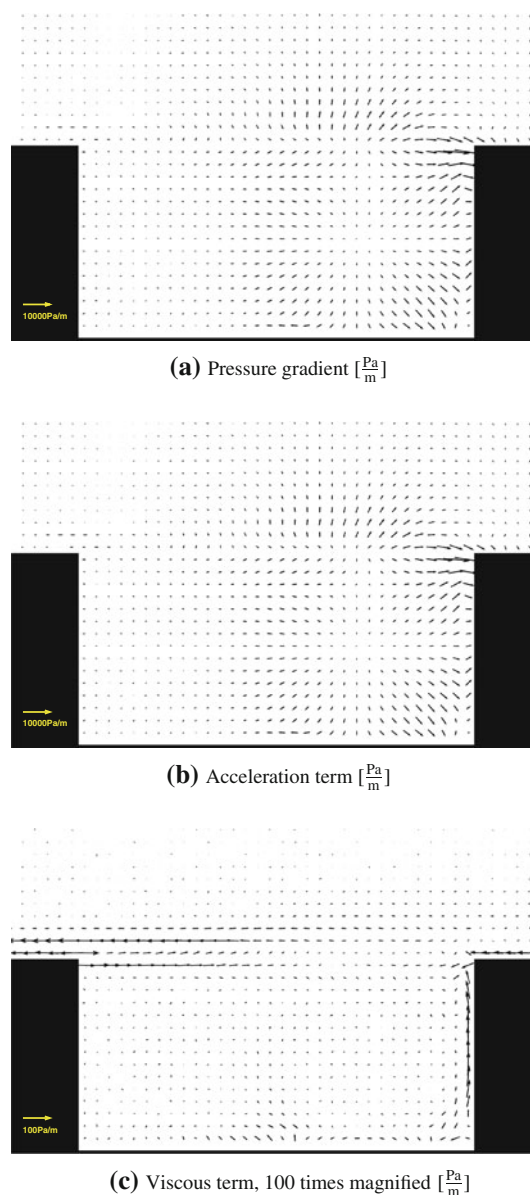 10000Pa/m
(a) Pressure gradient [Pa/m]
10000Pa/m
(b) Acceleration term [Pa/m]
100Pa/m
(c) Viscous term, 100 times magnified [Pa/m]